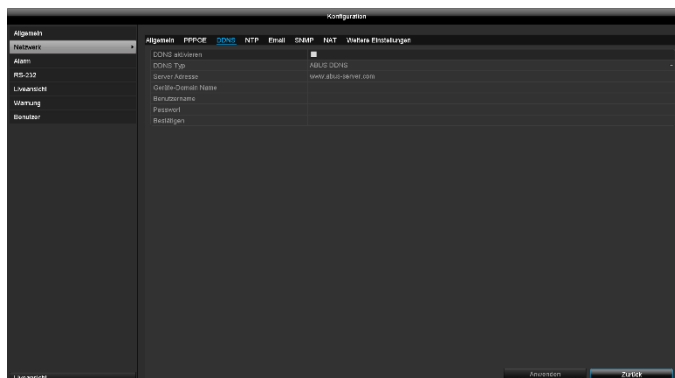 Konfiguration
Allgemein
Netzwerk
Alarm
RS-232
Liveansicht
Warnung
Benutzer
Allgemein PPPOE DDNS NTP Email SNMP NAT Weitere Einstellungen
DDNS aktivieren
DDNS Typ ABUS DDNS
Server Adresse www.abus-server.com
Geräte-Domain Name
Benutzername
Passwort
Bestätigen
Liveansicht
Anwenden Zurück